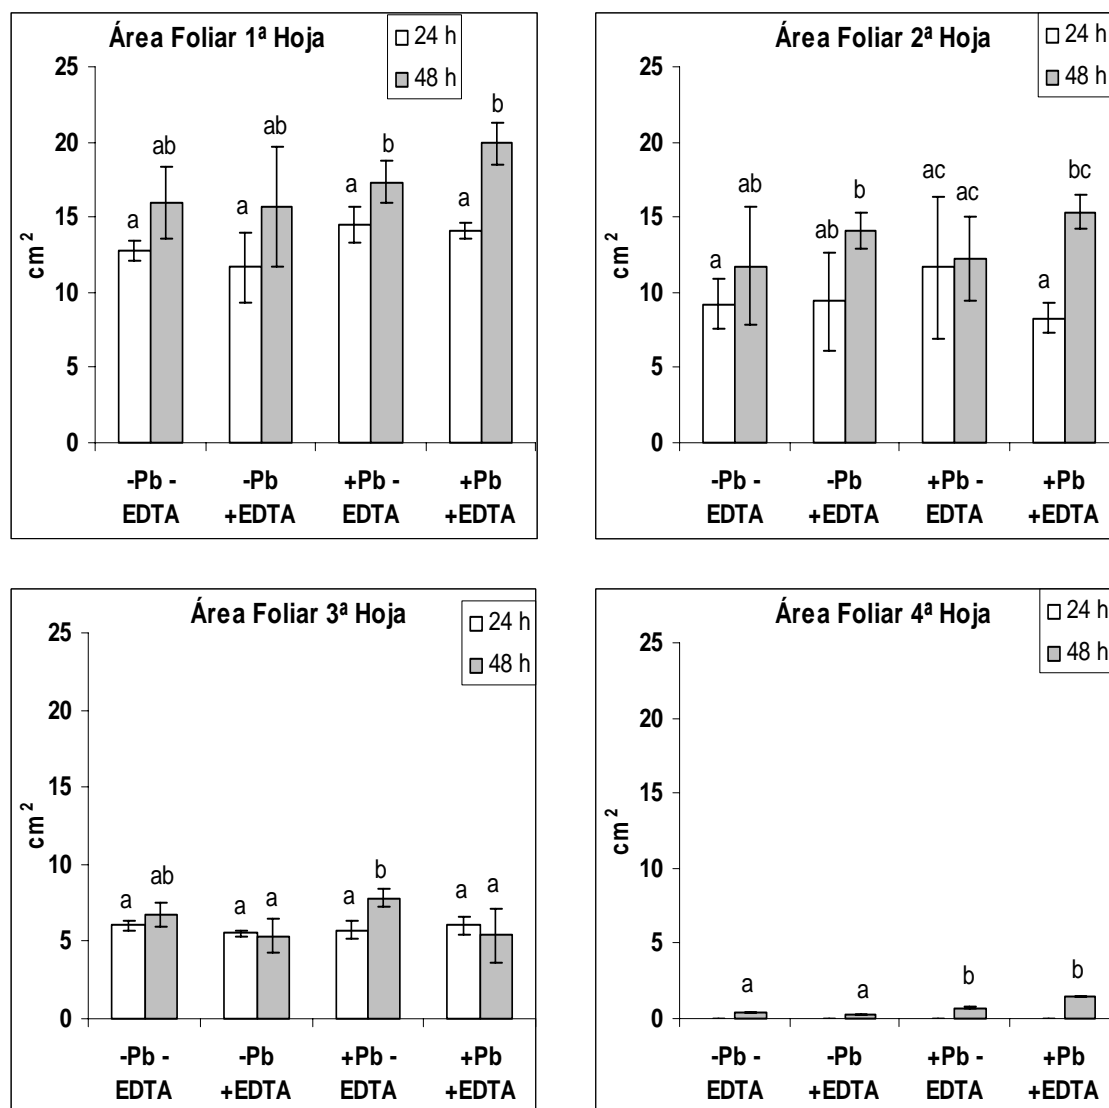 Área Foliar 1ª Hoja
24 h
48 h
25
20
15
10
5
0
cm²
a
ab
a
ab
a
b
a
b
-Pb -
EDTA
-Pb
+EDTA
+Pb -
EDTA
+Pb
+EDTA
Área Foliar 2ª Hoja
24 h
48 h
25
20
15
10
5
0
cm²
a
ab
ab
b
ac
ac
a
bc
-Pb -
EDTA
-Pb
+EDTA
+Pb -
EDTA
+Pb
+EDTA
Área Foliar 3ª Hoja
24 h
48 h
25
20
15
10
5
0
cm²
a
ab
a
a
a
b
a
a
-Pb -
EDTA
-Pb
+EDTA
+Pb -
EDTA
+Pb
+EDTA
Área Foliar 4ª Hoja
24 h
48 h
25
20
15
10
5
0
cm²
a
a
b
b
-Pb -
EDTA
-Pb
+EDTA
+Pb -
EDTA
+Pb
+EDTA